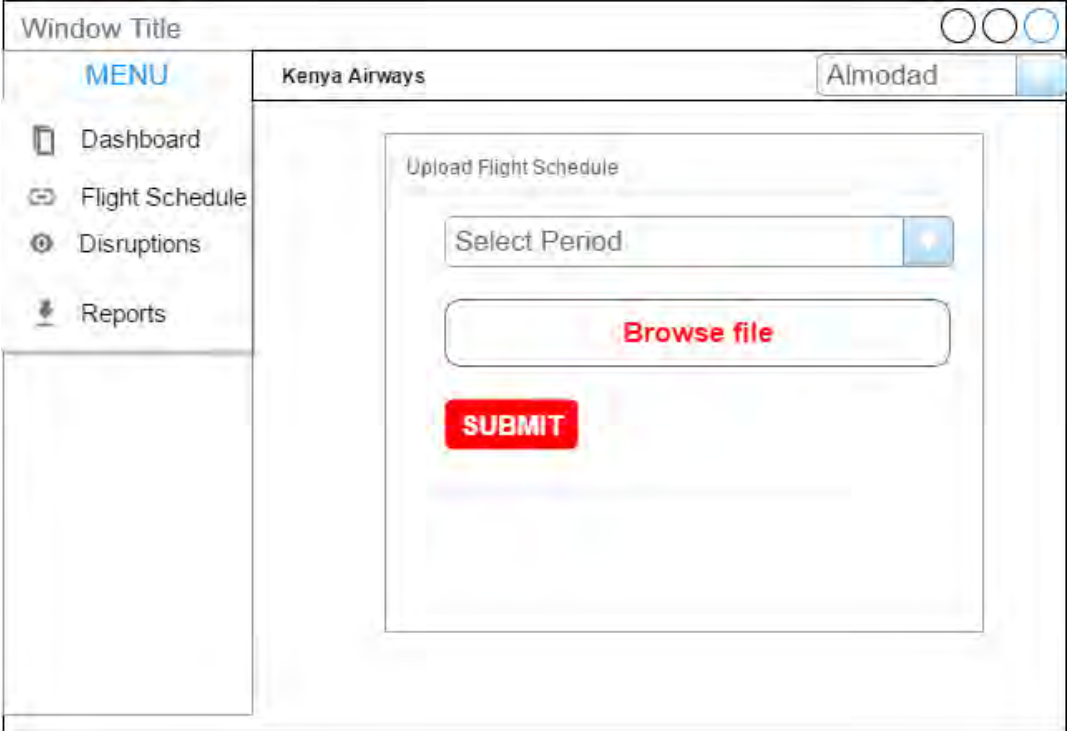 Window Title
MENU
Kenya Airways
Almodad
Dashboard
Flight Schedule
Disruptions
Reports
Upload Flight Schedule
Select Period
Browse file
SUBMIT